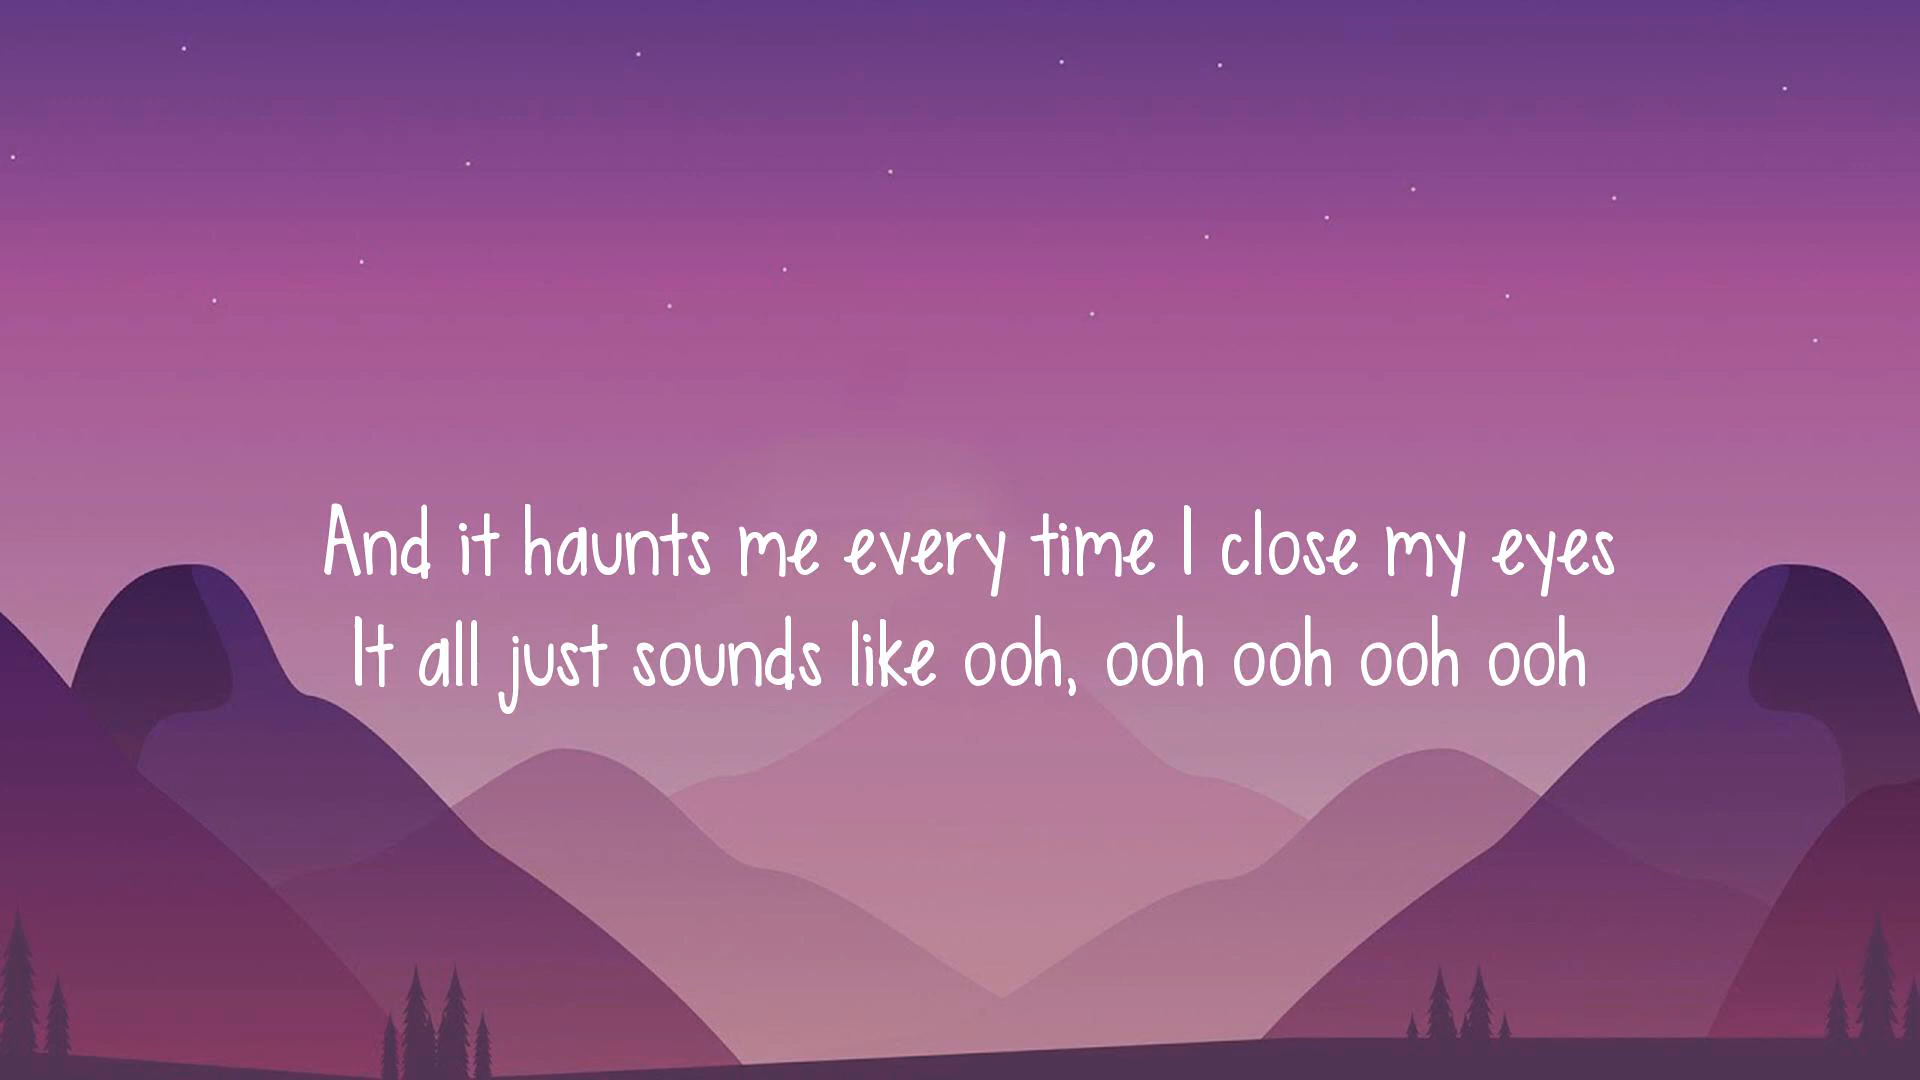 And it haunts me every time I close my eyes
It all just sounds like ooh, ooh ooh ooh ooh